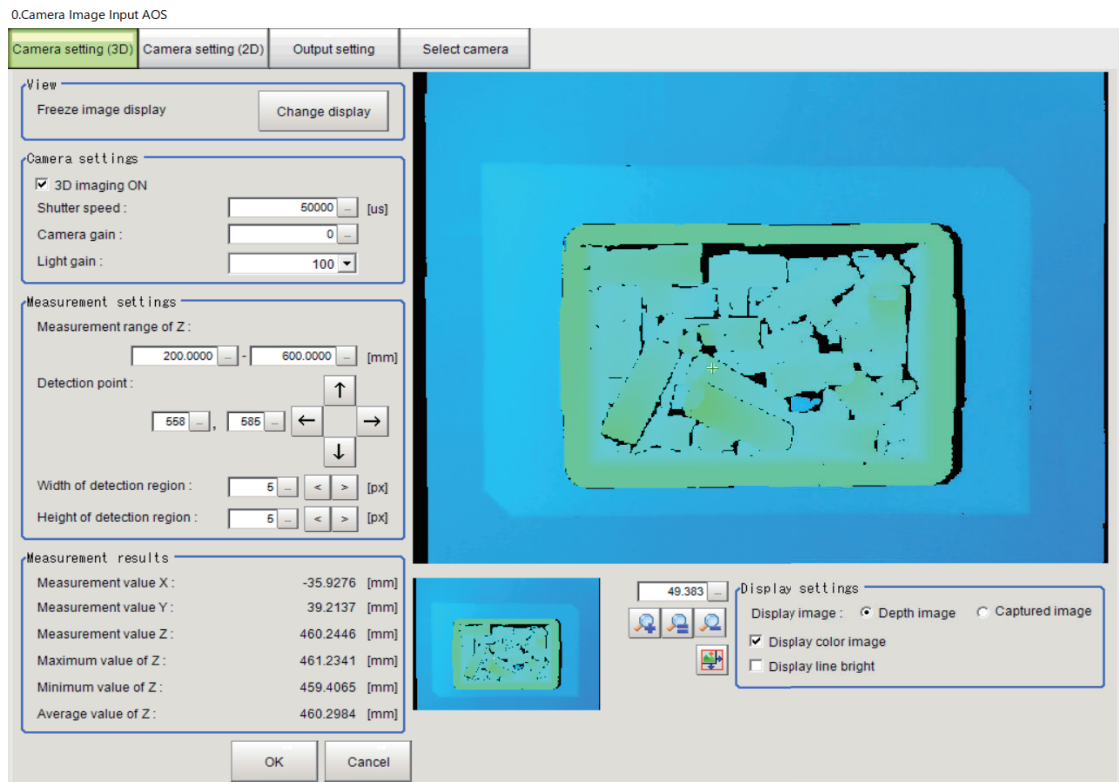 0.Camera Image Input AOS
Camera setting (3D) Camera setting (2D) Output setting Select camera
View
Freeze image display Change display
Camera settings
3D imaging ON
Shutter speed : 50000 ... [us]
Camera gain : 0 ...
Light gain : 100
Measurement settings
Measurement range of Z :
200.0000 ... - 600.0000 ... [mm]
Detection point :
↑
558 ... , 585 ... ← →
↓
Width of detection region : 5 ... < > [px]
Height of detection region : 5 ... < > [px]
Measurement results
Measurement value X : -35.9276 [mm]
Measurement value Y : 39.2137 [mm]
Measurement value Z : 460.2446 [mm]
Maximum value of Z : 461.2341 [mm]
Minimum value of Z : 459.4065 [mm]
Average value of Z : 460.2984 [mm]
49.383 ...
Display settings
Display image : Depth image Captured image
Display color image
Display line bright
OK Cancel